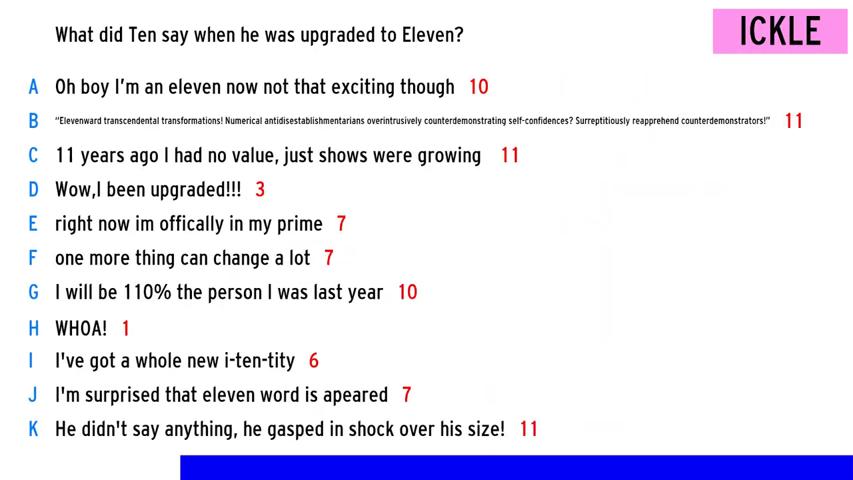 What did Ten say when he was upgraded to Eleven?
ICKLE
A Oh boy I'm an eleven now not that exciting though 10
B "Elevenward transcendental transformations! Numerical antidisestablishmentarians overintrusively counterdemonstrating self-confidences? Surreptitiously reapprehend counterdemonstrators!" 11
C 11 years ago I had no value, just shows were growing 11
D Wow,I been upgraded!!! 3
E right now im offically in my prime 7
F one more thing can change a lot 7
G I will be 110% the person I was last year 10
H WHOA! 1
I I've got a whole new i-ten-tity 6
J I'm surprised that eleven word is apeared 7
K He didn't say anything, he gasped in shock over his size! 11